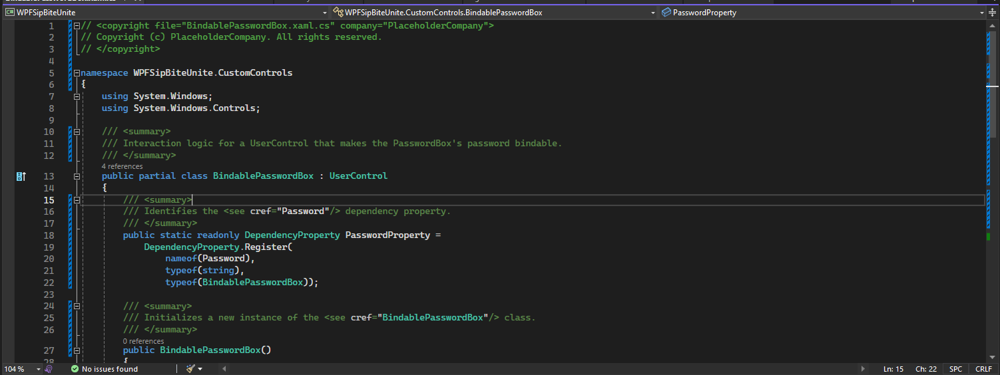 WPFSipBiteUnite
WPFSipBiteUnite.CustomControls.BindablePasswordBox
PasswordProperty
1 // <copyright file="BindablePasswordBox.xaml.cs" company="PlaceholderCompany">
2 // Copyright (c) PlaceholderCompany. All rights reserved.
3 // </copyright>
4
5 namespace WPFSipBiteUnite.CustomControls
6 {
7 using System.Windows;
8 using System.Windows.Controls;
9
10 /// <summary>
11 /// Interaction logic for a UserControl that makes the PasswordBox's password bindable.
12 /// </summary>
4 references
13 public partial class BindablePasswordBox : UserControl
14 {
15 /// <summary>
16 /// Identifies the <see cref="Password"/> dependency property.
17 /// </summary>
18 public static readonly DependencyProperty PasswordProperty =
19 DependencyProperty.Register(
20 nameof(Password),
21 typeof(string),
22 typeof(BindablePasswordBox));
23
24 /// <summary>
25 /// Initializes a new instance of the <see cref="BindablePasswordBox"/> class.
26 /// </summary>
0 references
27 public BindablePasswordBox()
28 {
104 %
No issues found
Ln: 15
Ch: 22
SPC
CRLF